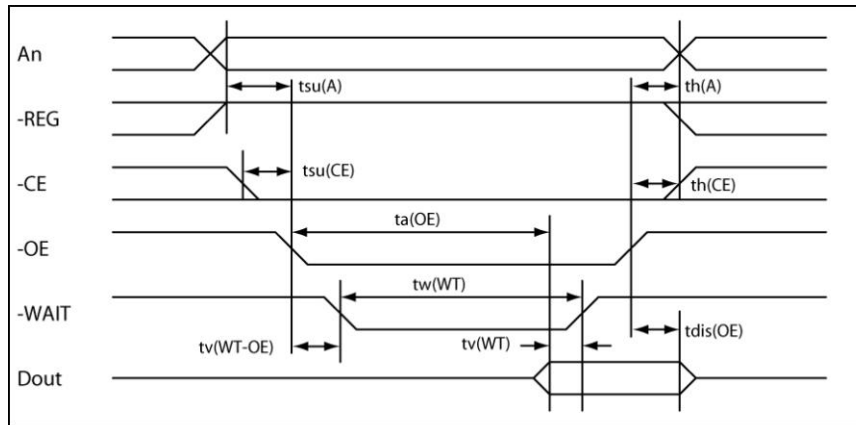 An
tsu(A)
th(A)
-REG
-CE
tsu(CE)
th(CE)
ta(OE)
-OE
tw(WT)
-WAIT
tv(WT-OE)
tv(WT)
tdis(OE)
Dout